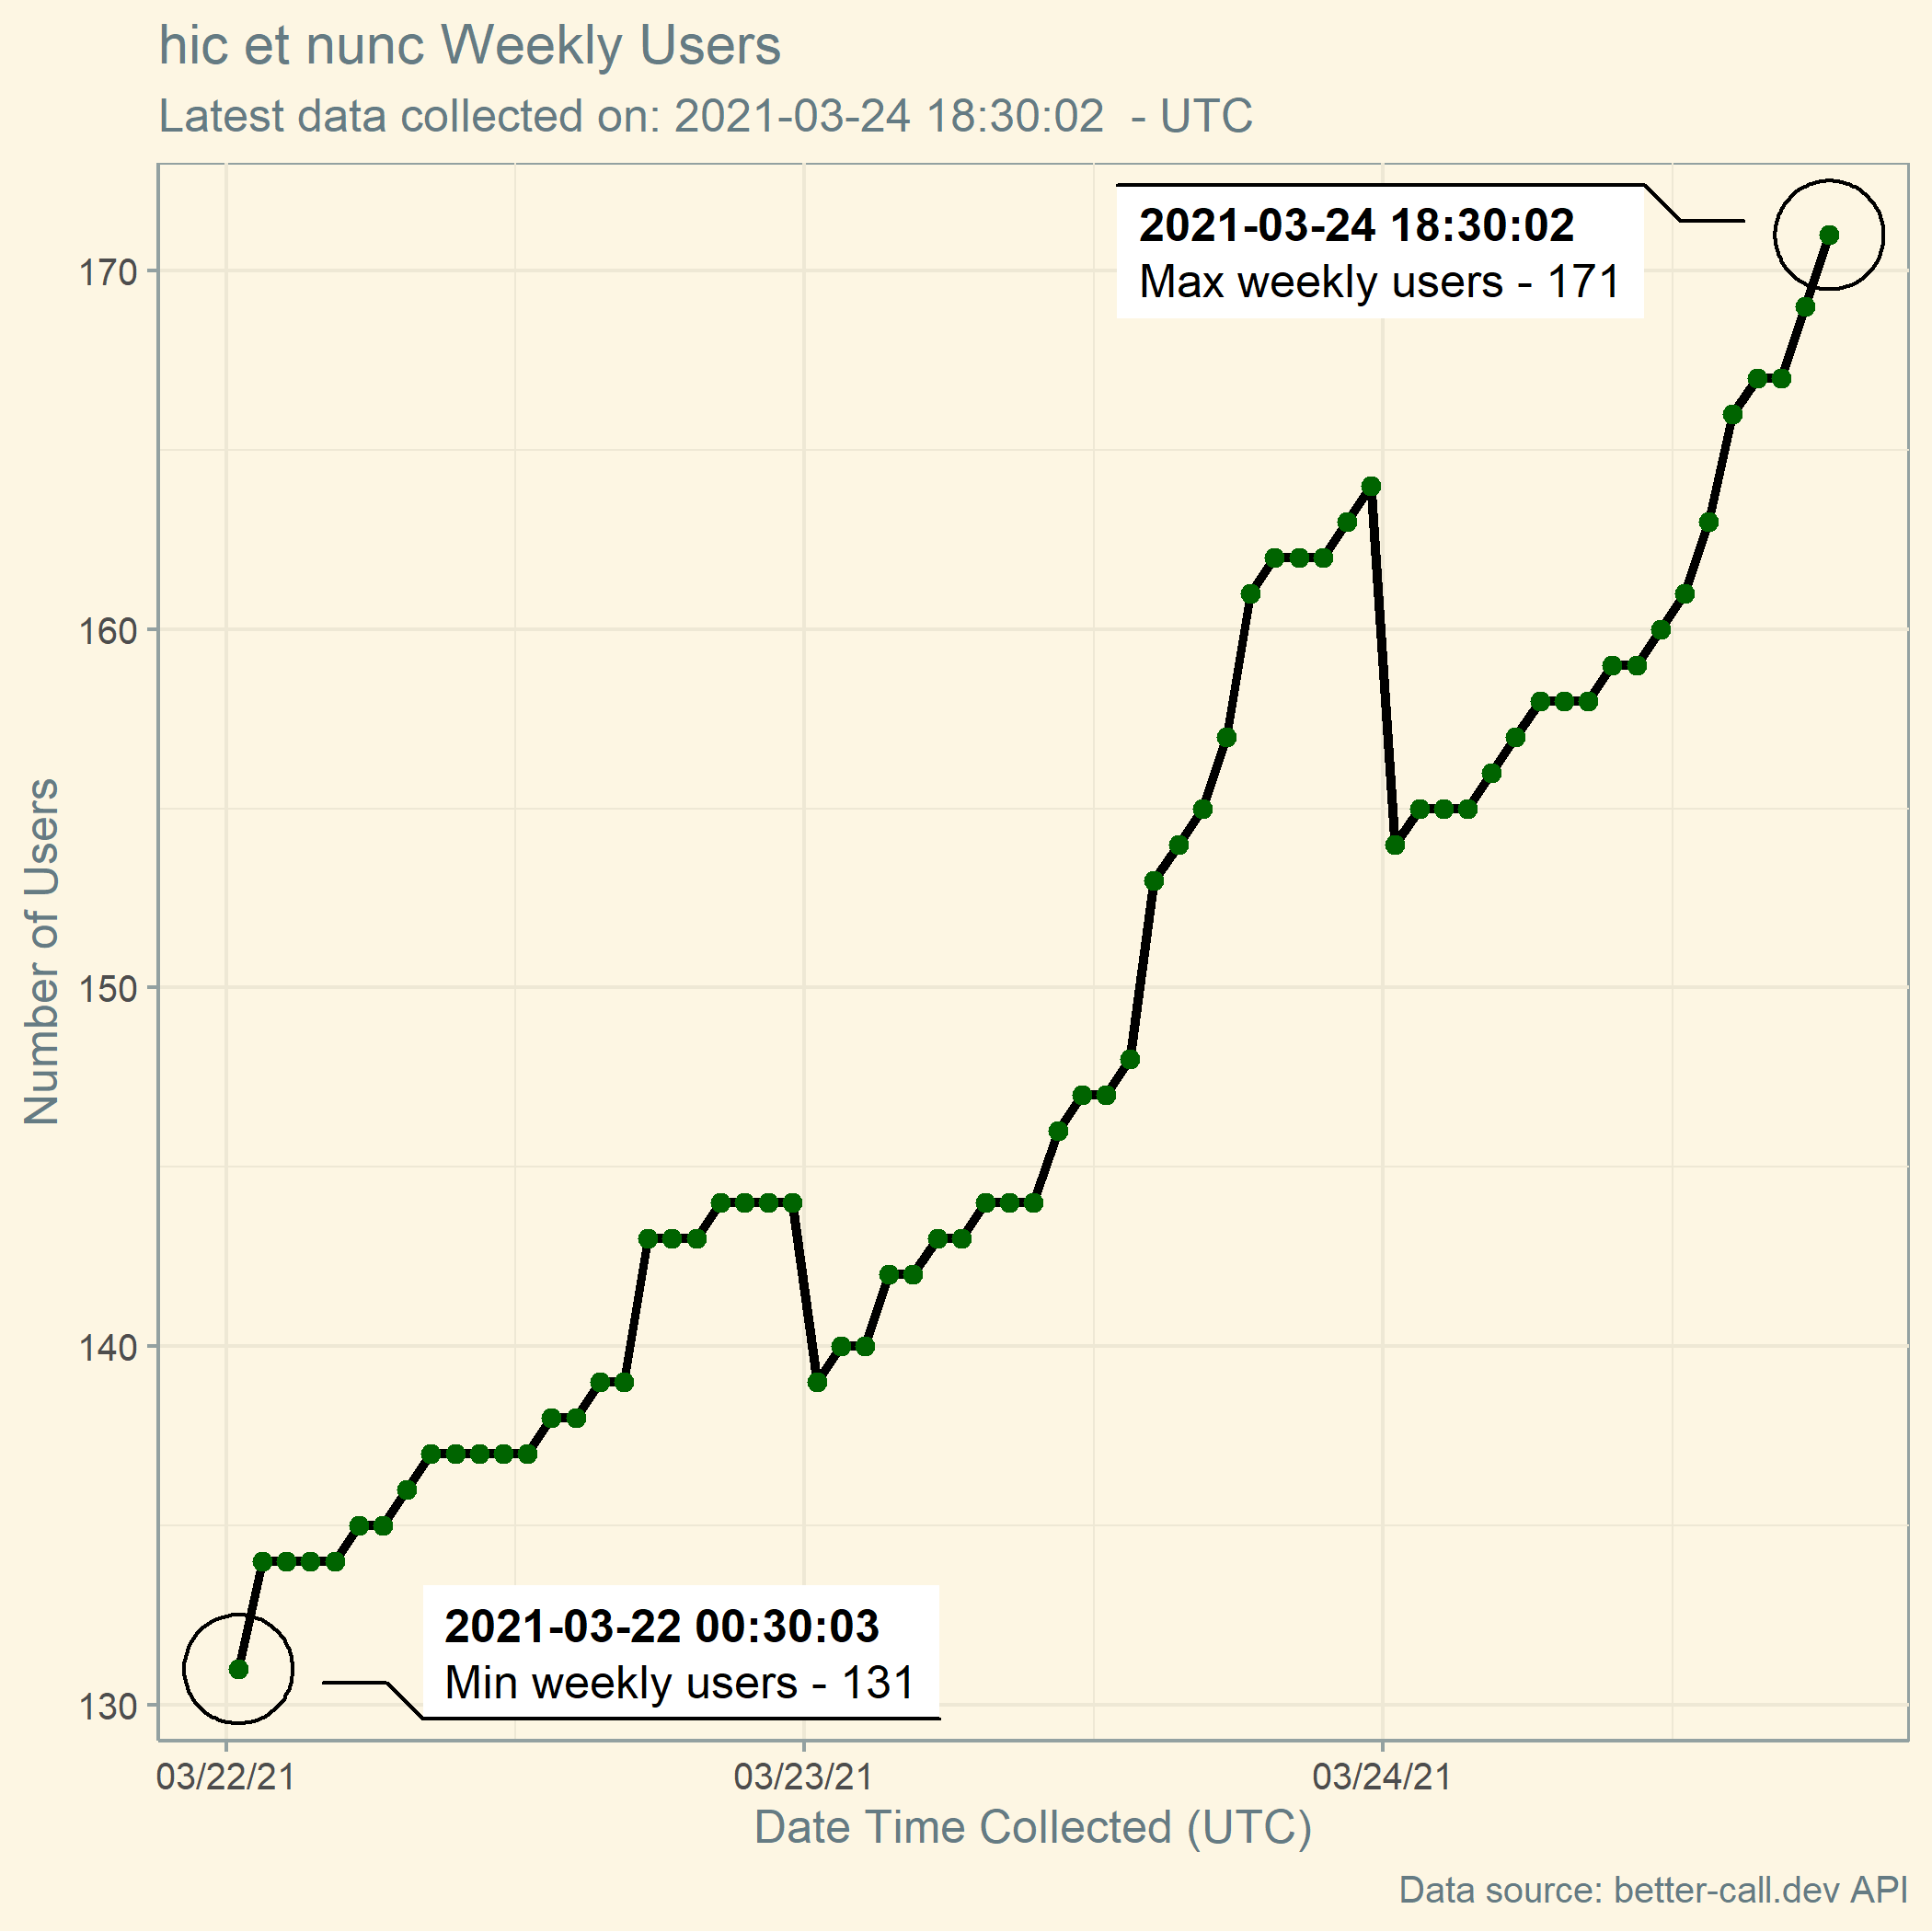 hic et nunc Weekly Users
Latest data collected on: 2021-03-24 18:30:02  - UTC
2021-03-24 18:30:02
Max weekly users - 171
170
160
150
140
130
Number of Users
2021-03-22 00:30:03
Min weekly users - 131
03/22/21
03/23/21
03/24/21
Date Time Collected (UTC)
Data source: better-call.dev API